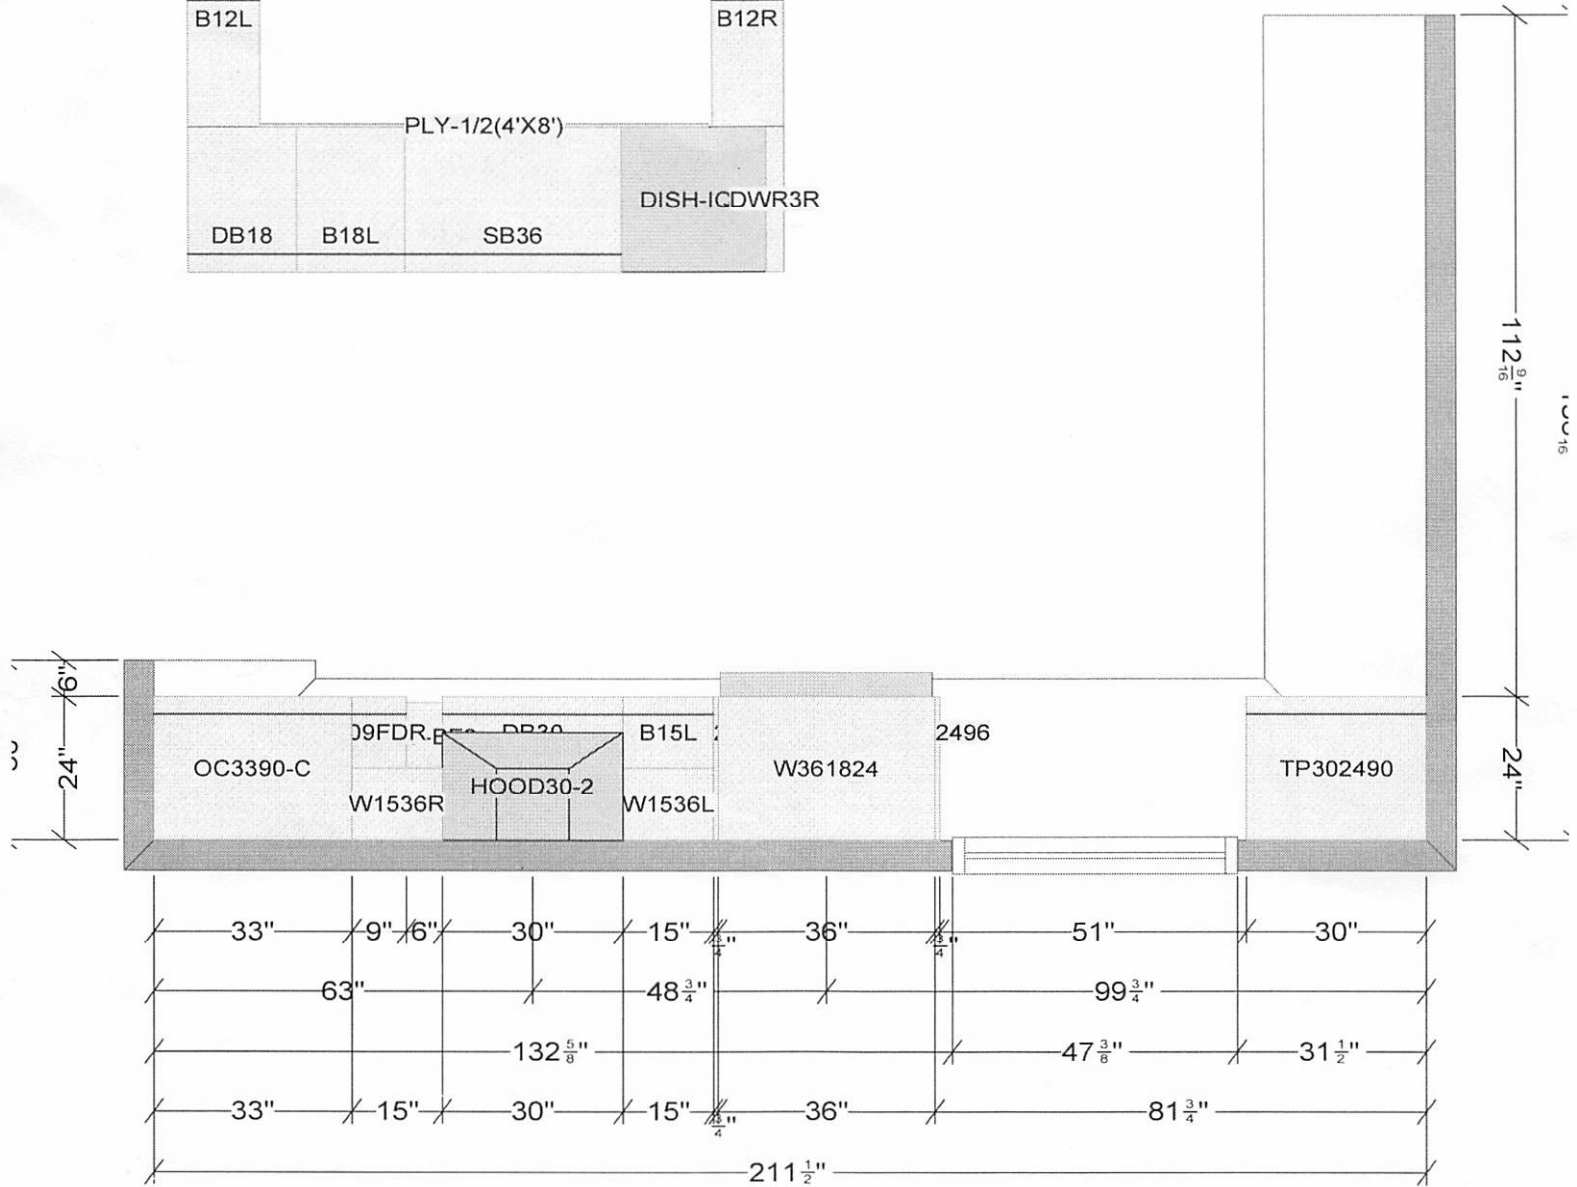 B12L B12R
PLY-1/2(4'X8')
DISH-ICDWR3R
DB18 B18L SB36
112 9/16"
6"
24"
09FDR DB30 B15L 2496
OC3390-C W361824 TP302490
HOOD30-2
W1536R W1536L
24"
33" 9" 6" 30" 15" 3/4" 36" 3/4" 51" 30"
63" 48 3/4" 99 3/4"
132 5/8" 47 3/8" 31 1/2"
33" 15" 30" 15" 3/4" 36" 81 3/4"
211 1/2"